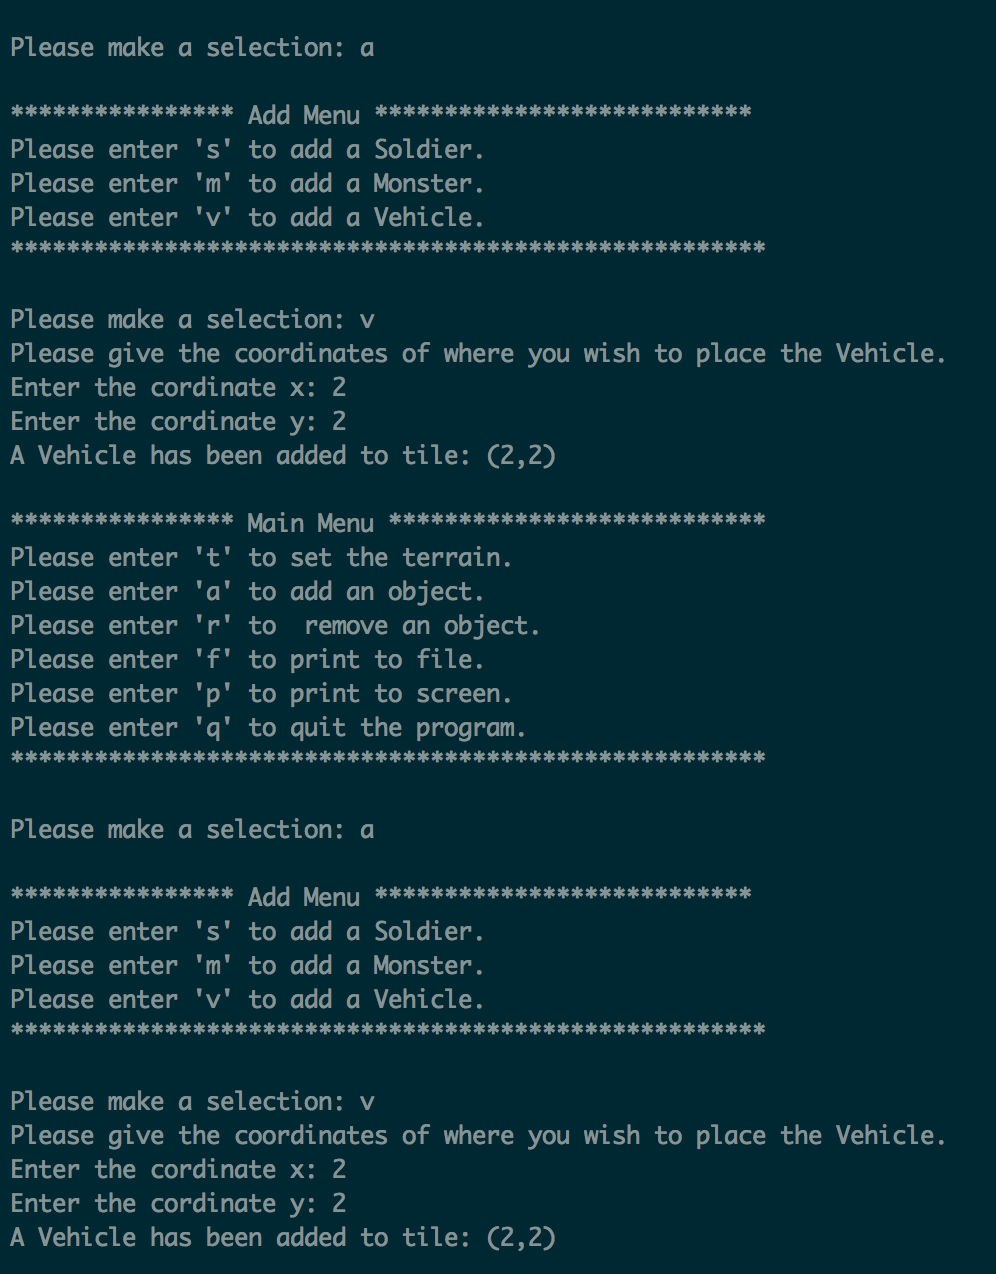 Please make a selection: a
**************** Add Menu ***************************
Please enter 's' to add a Soldier.
Please enter 'm' to add a Monster.
Please enter 'v' to add a Vehicle.
******************************************************
Please make a selection: v
Please give the coordinates of where you wish to place the Vehicle.
Enter the cordinate x: 2
Enter the cordinate y: 2
A Vehicle has been added to tile: (2,2)
**************** Main Menu ***************************
Please enter 't' to set the terrain.
Please enter 'a' to add an object.
Please enter 'r' to  remove an object.
Please enter 'f' to print to file.
Please enter 'p' to print to screen.
Please enter 'q' to quit the program.
******************************************************
Please make a selection: a
**************** Add Menu ***************************
Please enter 's' to add a Soldier.
Please enter 'm' to add a Monster.
Please enter 'v' to add a Vehicle.
******************************************************
Please make a selection: v
Please give the coordinates of where you wish to place the Vehicle.
Enter the cordinate x: 2
Enter the cordinate y: 2
A Vehicle has been added to tile: (2,2)